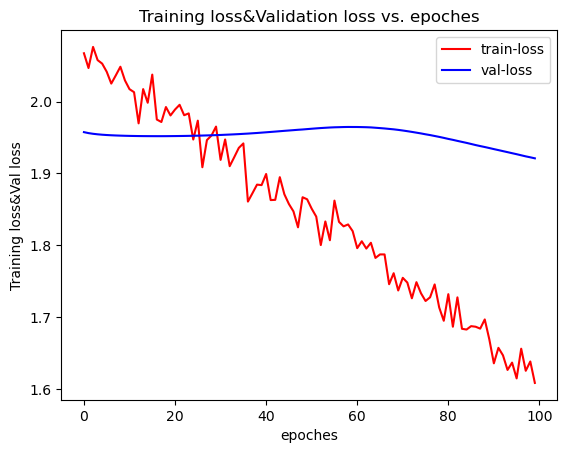 Training loss&Validation loss vs. epoches
train-loss
val-loss
Training loss&Val loss
2.0
1.9
1.8
1.7
1.6
0 20 40 60 80 100
epoches